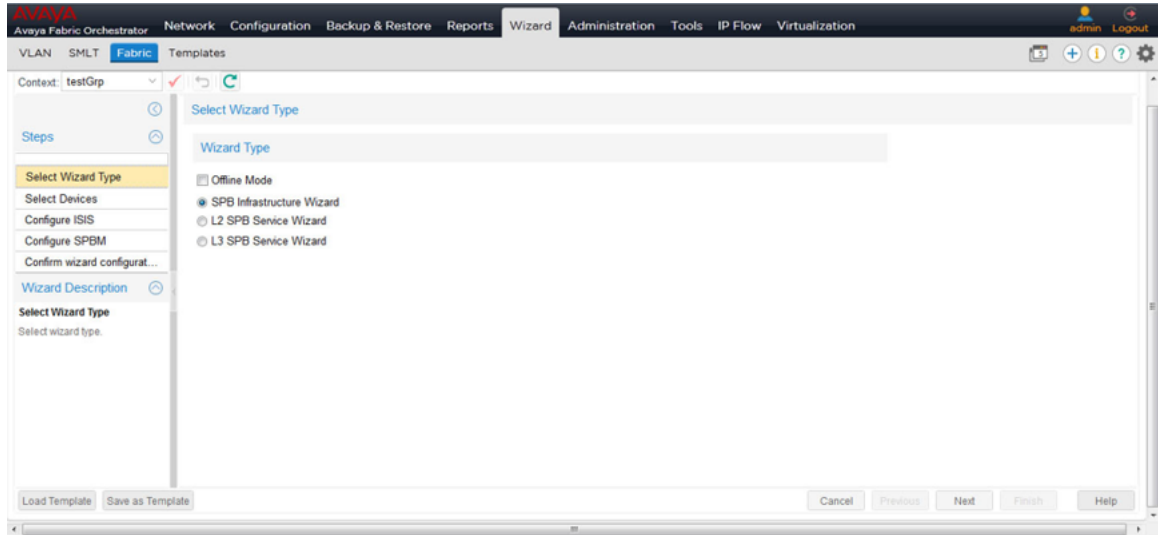 AVAYA
Avaya Fabric Orchestrator Network Configuration Backup & Restore Reports Wizard Administration Tools IP Flow Virtualization admin Logout
VLAN SMLT Fabric Templates
Context: testGrp
Select Wizard Type
Steps
Wizard Type
Select Wizard Type
Offline Mode
Select Devices
SPB Infrastructure Wizard
Configure ISIS
L2 SPB Service Wizard
Configure SPBM
L3 SPB Service Wizard
Confirm wizard configurat...
Wizard Description
Select Wizard Type
Select wizard type.
Load Template Save as Template Cancel Previous Next Finish Help